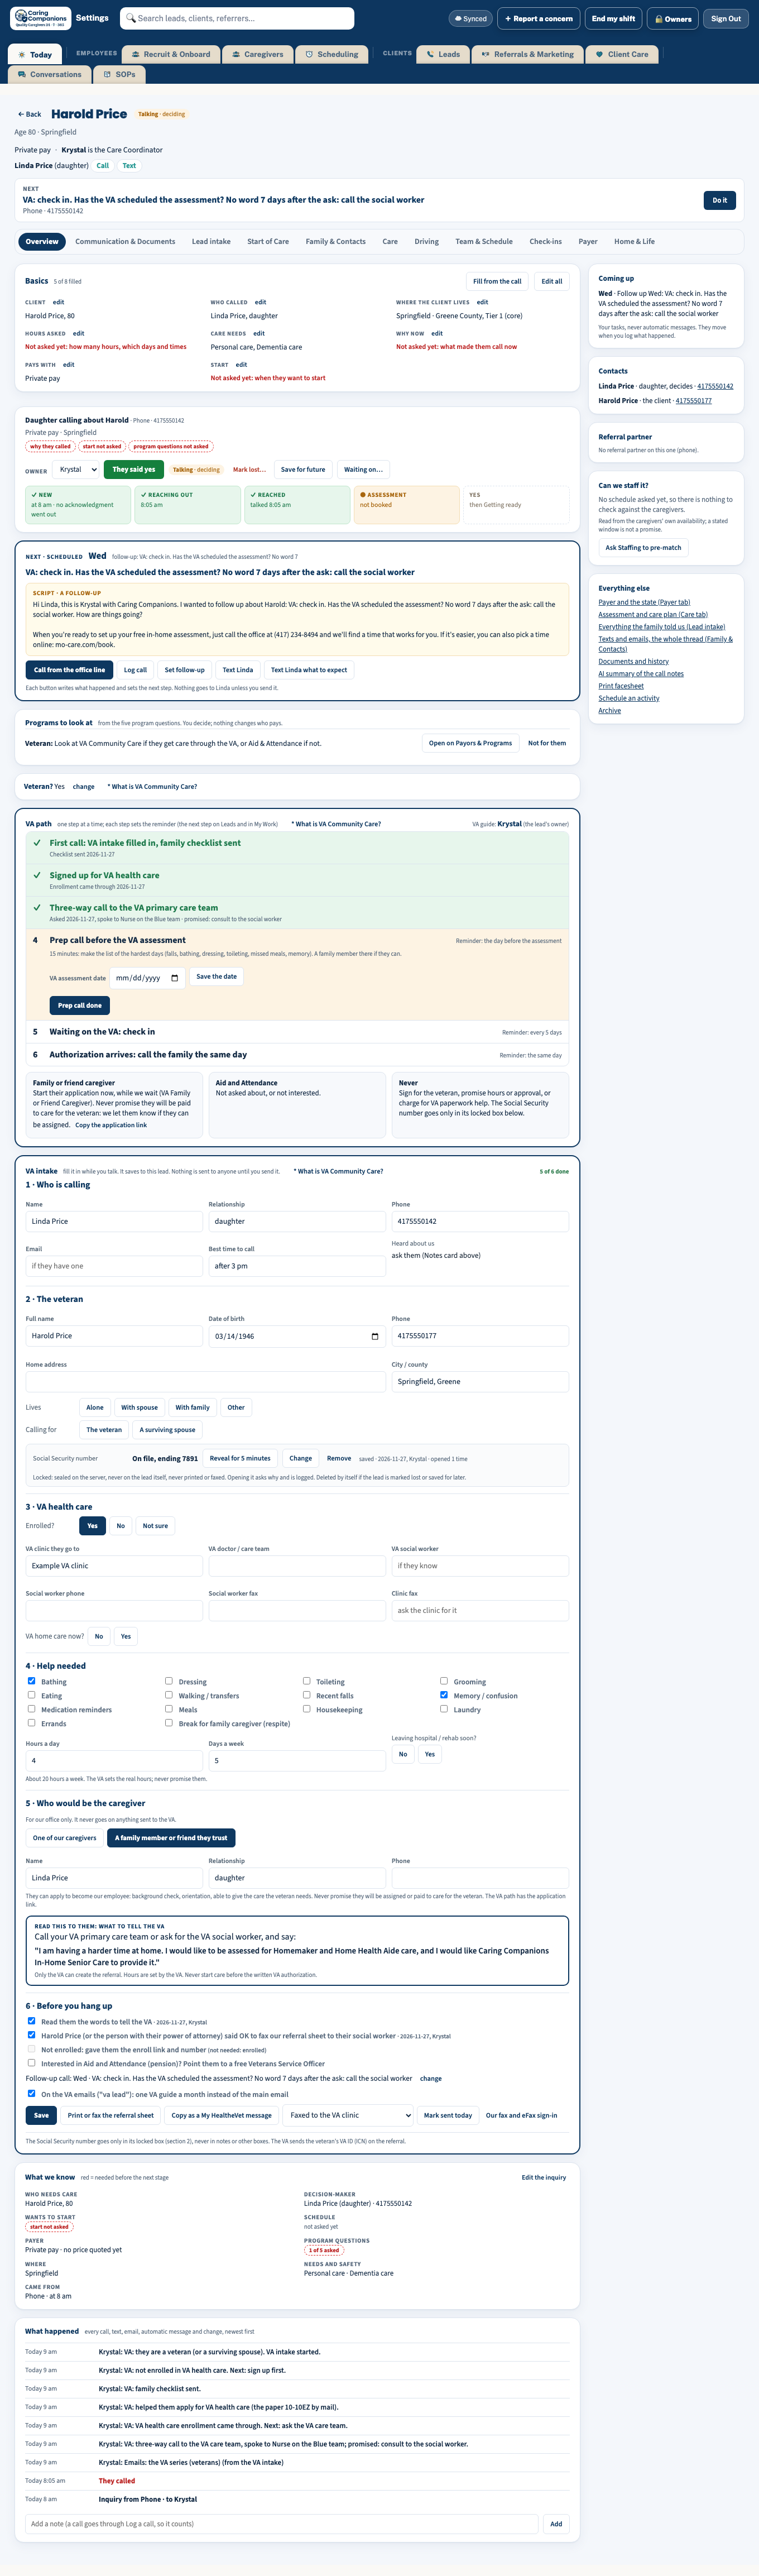 Caring Companions
Settings
Search leads, clients, referrers...
Synced
+ Report a concern
End my shift
Owners
Sign Out
Today
EMPLOYEES
Recruit & Onboard
Caregivers
Scheduling
CLIENTS
Leads
Referrals & Marketing
Client Care
Conversations
SOPs
← Back
Harold Price
Talking · deciding
Age 80 · Springfield
Private pay · Krystal is the Care Coordinator
Linda Price (daughter) Call Text
NEXT
VA: check in. Has the VA scheduled the assessment? No word 7 days after the ask: call the social worker
Phone · 4175550142
Do it
Overview
Communication & Documents
Lead intake
Start of Care
Family & Contacts
Care
Driving
Team & Schedule
Check-ins
Payer
Home & Life
Basics 5 of 8 filled
Fill from the call
Edit all
CLIENT edit
WHO CALLED edit
WHERE THE CLIENT LIVES edit
Harold Price, 80
Linda Price, daughter
Springfield · Greene County, Tier 1 (core)
HOURS ASKED edit
CARE NEEDS edit
WHY NOW edit
Not asked yet: how many hours, which days and times
Personal care, Dementia care
Not asked yet: what made them call now
PAYS WITH edit
START edit
Private pay
Not asked yet: when they want to start
Daughter calling about Harold · Phone · 4175550142
Private pay · Springfield
why they called
start not asked
program questions not asked
OWNER
Krystal
They said yes
Talking · deciding
Mark lost...
Save for future
Waiting on...
✓ NEW
at 8 am · no acknowledgment went out
✓ REACHING OUT
8:05 am
✓ REACHED
talked 8:05 am
ASSESSMENT
not booked
YES
then Getting ready
NEXT · SCHEDULED Wed follow-up: VA: check in. Has the VA scheduled the assessment? No word 7
VA: check in. Has the VA scheduled the assessment? No word 7 days after the ask: call the social worker
SCRIPT · A FOLLOW-UP
Hi Linda, this is Krystal with Caring Companions. I wanted to follow up about Harold: VA: check in. Has the VA scheduled the assessment? No word 7 days after the ask: call the
social worker. How are things going?
When you're ready to set up your free in-home assessment, just call the office at (417) 234-8494 and we'll find a time that works for you. If it's easier, you can also pick a time
online: mo-care.com/book.
Call from the office line
Log call
Set follow-up
Text Linda
Text Linda what to expect
Each button writes what happened and sets the next step. Nothing goes to Linda unless you send it.
Programs to look at from the five program questions. You decide; nothing changes who pays.
Veteran: Look at VA Community Care if they get care through the VA, or Aid & Attendance if not.
Open on Payors & Programs
Not for them
Veteran? Yes change * What is VA Community Care?
VA path one step at a time; each step sets the reminder (the next step on Leads and in My Work) * What is VA Community Care?
VA guide: Krystal (the lead's owner)
✓ First call: VA intake filled in, family checklist sent
Checklist sent 2026-11-27
✓ Signed up for VA health care
Enrollment came through 2026-11-27
✓ Three-way call to the VA primary care team
Asked 2026-11-27, spoke to Nurse on the Blue team · promised: consult to the social worker
4 Prep call before the VA assessment
Reminder: the day before the assessment
15 minutes: make the list of the hardest days (falls, bathing, dressing, toileting, missed meals, memory). A family member there if they can.
VA assessment date
mm/dd/yyyy
Save the date
Prep call done
5 Waiting on the VA: check in
Reminder: every 5 days
6 Authorization arrives: call the family the same day
Reminder: the same day
Family or friend caregiver
Start their application now, while we wait (VA Family or Friend Caregiver). Never promise they will be paid to care for the veteran: we let them know if they can be assigned. Copy the application link
Aid and Attendance
Not asked about, or not interested.
Never
Sign for the veteran, promise hours or approval, or charge for VA paperwork help. The Social Security number goes only in its locked box below.
VA intake fill it in while you talk. It saves to this lead. Nothing is sent to anyone until you send it. * What is VA Community Care?
5 of 6 done
1 · Who is calling
Name
Relationship
Phone
Linda Price
daughter
4175550142
Email
Best time to call
Heard about us
if they have one
after 3 pm
ask them (Notes card above)
2 · The veteran
Full name
Date of birth
Phone
Harold Price
03/14/1946
4175550177
Home address
City / county
Springfield, Greene
Lives
Alone
With spouse
With family
Other
Calling for
The veteran
A surviving spouse
Social Security number
On file, ending 7891
Reveal for 5 minutes
Change
Remove
saved · 2026-11-27, Krystal · opened 1 time
Locked: sealed on the server, never on the lead itself, never printed or faxed. Opening it asks why and is logged. Deleted by itself if the lead is marked lost or saved for later.
3 · VA health care
Enrolled?
Yes
No
Not sure
VA clinic they go to
VA doctor / care team
VA social worker
Example VA clinic
if they know
Social worker phone
Social worker fax
Clinic fax
ask the clinic for it
VA home care now?
No
Yes
4 · Help needed
Bathing
Dressing
Toileting
Grooming
Eating
Walking / transfers
Recent falls
Memory / confusion
Medication reminders
Meals
Housekeeping
Laundry
Errands
Break for family caregiver (respite)
Hours a day
Days a week
Leaving hospital / rehab soon?
4
5
No
Yes
About 20 hours a week. The VA sets the real hours; never promise them.
5 · Who would be the caregiver
For our office only. It never goes on anything sent to the VA.
One of our caregivers
A family member or friend they trust
Name
Relationship
Phone
Linda Price
daughter
They can apply to become our employee: background check, orientation, able to give the care the veteran needs. Never promise they will be assigned or paid to care for the veteran. The VA path has the application
link.
READ THIS TO THEM: WHAT TO TELL THE VA
Call your VA primary care team or ask for the VA social worker, and say:
"I am having a harder time at home. I would like to be assessed for Homemaker and Home Health Aide care, and I would like Caring Companions
In-Home Senior Care to provide it."
Only the VA can create the referral. Hours are set by the VA. Never start care before the written VA authorization.
6 · Before you hang up
Read them the words to tell the VA · 2026-11-27, Krystal
Harold Price (or the person with their power of attorney) said OK to fax our referral sheet to their social worker · 2026-11-27, Krystal
Not enrolled: gave them the enroll link and number (not needed: enrolled)
Interested in Aid and Attendance (pension)? Point them to a free Veterans Service Officer
Follow-up call: Wed · VA: check in. Has the VA scheduled the assessment? No word 7 days after the ask: call the social worker change
On the VA emails ("va lead"): one VA guide a month instead of the main email
Save
Print or fax the referral sheet
Copy as a My HealtheVet message
Faxed to the VA clinic
Mark sent today
Our fax and eFax sign-in
The Social Security number goes only in its locked box (section 2), never in notes or other boxes. The VA sends the veteran's VA ID (ICN) on the referral.
What we know red = needed before the next stage
Edit the inquiry
WHO NEEDS CARE
Harold Price, 80
DECISION-MAKER
Linda Price (daughter) · 4175550142
WANTS TO START
start not asked
SCHEDULE
not asked yet
PAYER
Private pay · no price quoted yet
PROGRAM QUESTIONS
1 of 5 asked
WHERE
Springfield
NEEDS AND SAFETY
Personal care · Dementia care
CAME FROM
Phone · at 8 am
What happened every call, text, email, automatic message and change, newest first
Today 9 am Krystal: VA: they are a veteran (or a surviving spouse). VA intake started.
Today 9 am Krystal: VA: not enrolled in VA health care. Next: sign up first.
Today 9 am Krystal: VA: family checklist sent.
Today 9 am Krystal: VA: helped them apply for VA health care (the paper 10-10EZ by mail).
Today 9 am Krystal: VA: VA health care enrollment came through. Next: ask the VA care team.
Today 9 am Krystal: VA: three-way call to the VA care team, spoke to Nurse on the Blue team; promised: consult to the social worker.
Today 9 am Krystal: Emails: the VA series (veterans) (from the VA intake)
Today 8:05 am They called
Today 8 am Inquiry from Phone · to Krystal
Add a note (a call goes through Log a call, so it counts)
Add
Coming up
Wed · Follow up Wed: VA: check in. Has the
VA scheduled the assessment? No word 7
days after the ask: call the social worker
Your tasks, never automatic messages. They move
when you log what happened.
Contacts
Linda Price · daughter, decides · 4175550142
Harold Price · the client · 4175550177
Referral partner
No referral partner on this one (phone).
Can we staff it?
No schedule asked yet, so there is nothing to
check against the caregivers.
Read from the caregivers' own availability; a stated
window is not a promise.
Ask Staffing to pre-match
Everything else
Payer and the state (Payer tab)
Assessment and care plan (Care tab)
Everything the family told us (Lead intake)
Texts and emails, the whole thread (Family &
Contacts)
Documents and history
AI summary of the call notes
Print facesheet
Schedule an activity
Archive